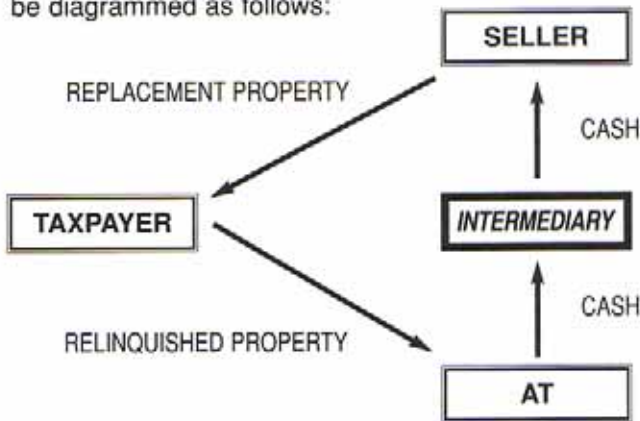 be diagrammed as follows:
SELLER
REPLACEMENT PROPERTY
CASH
TAXPAYER
INTERMEDIARY
CASH
RELINQUISHED PROPERTY
AT